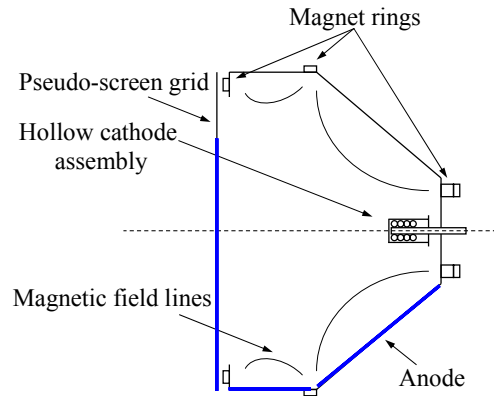 Magnet rings
Pseudo-screen grid
Hollow cathode
assembly
Magnetic field lines
Anode